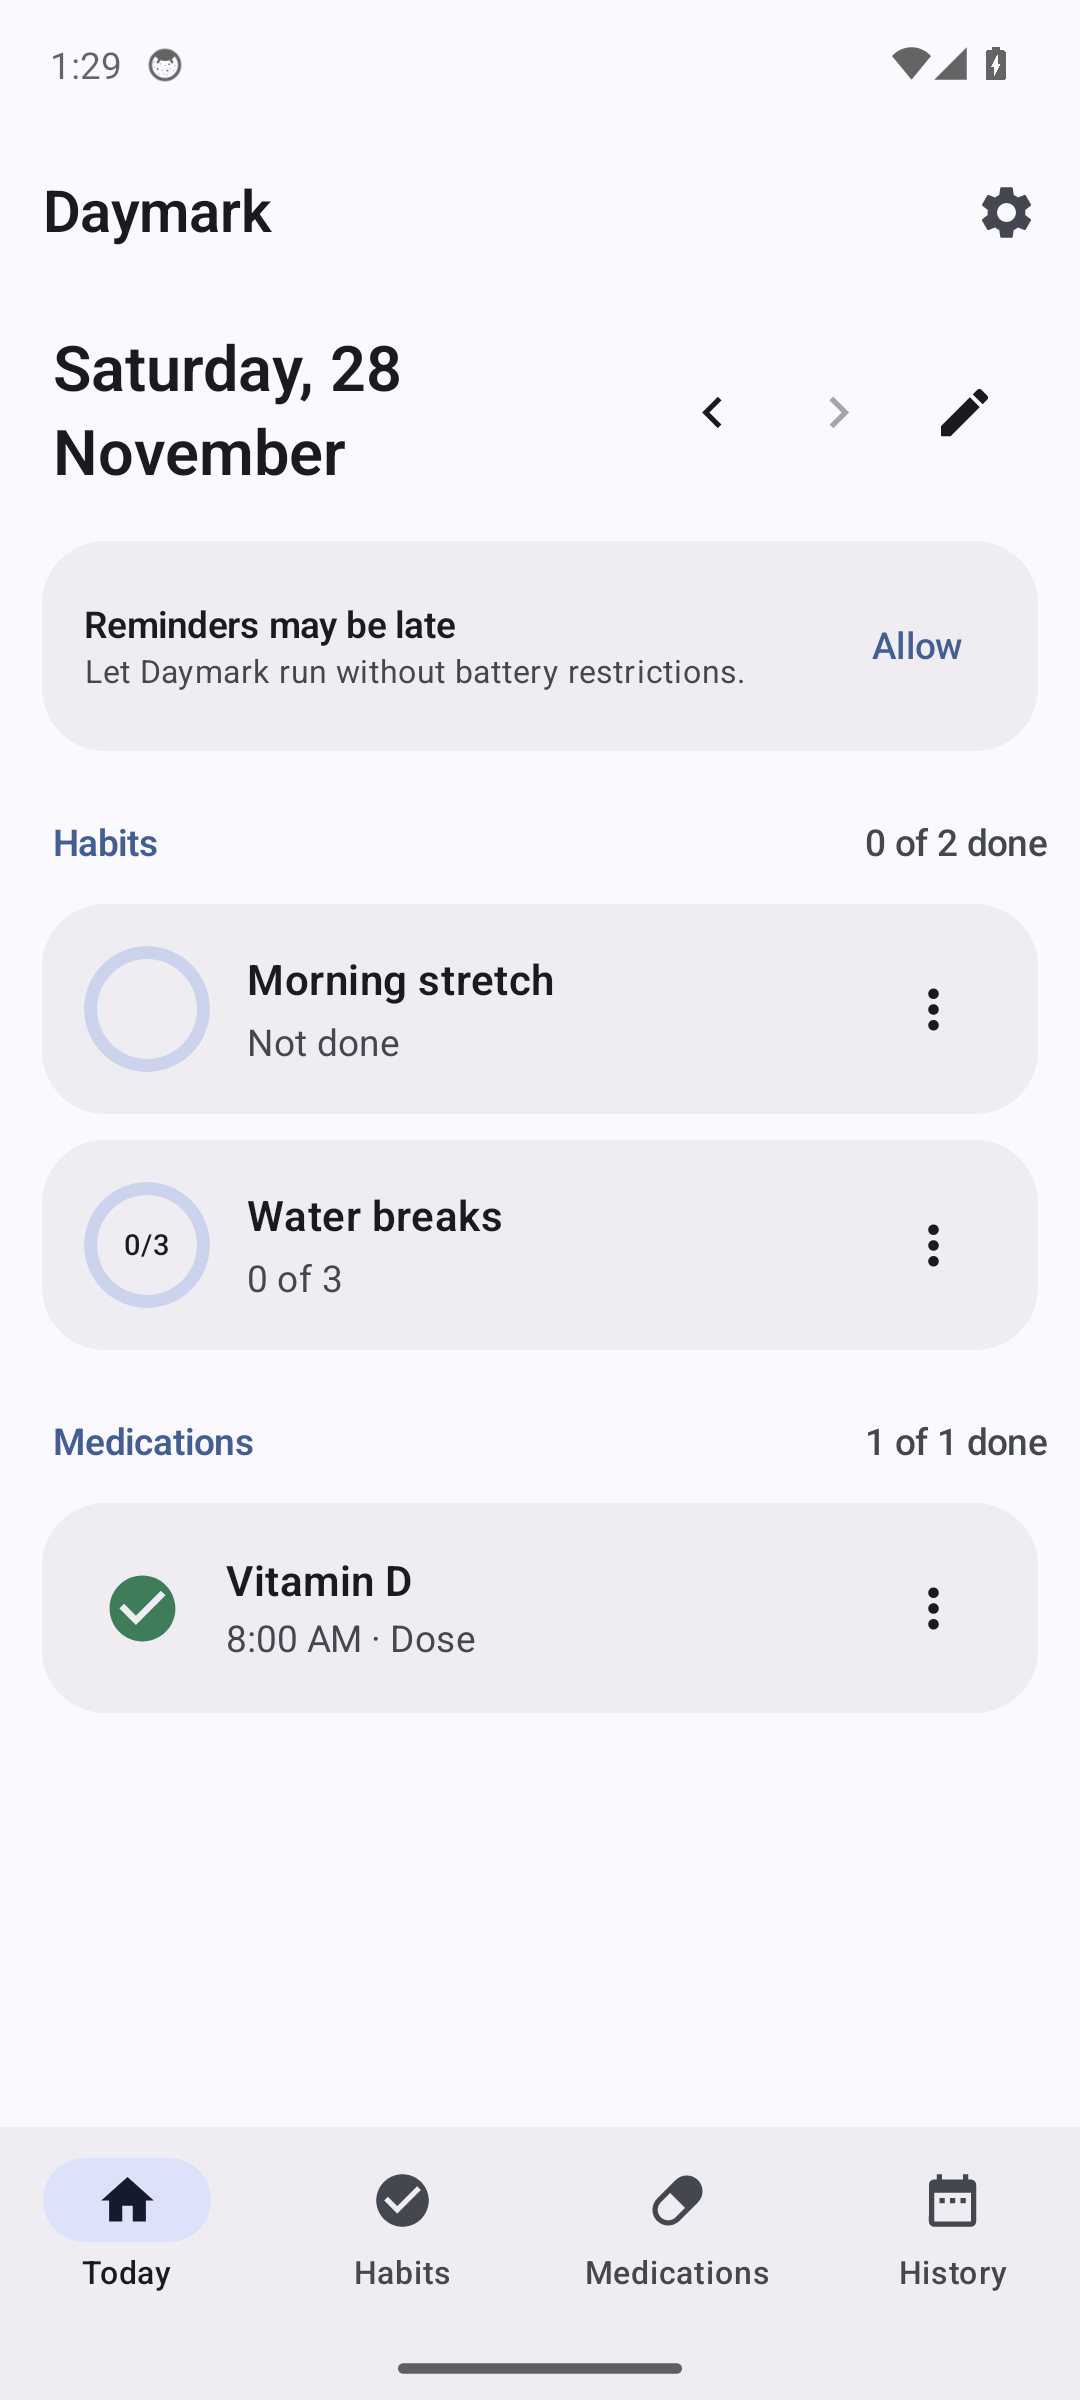 1:29
Daymark
Saturday, 28
November
Reminders may be late
Let Daymark run without battery restrictions.
Allow
Habits
0 of 2 done
Morning stretch
Not done
0/3
Water breaks
0 of 3
Medications
1 of 1 done
Vitamin D
8:00 AM · Dose
Today
Habits
Medications
History